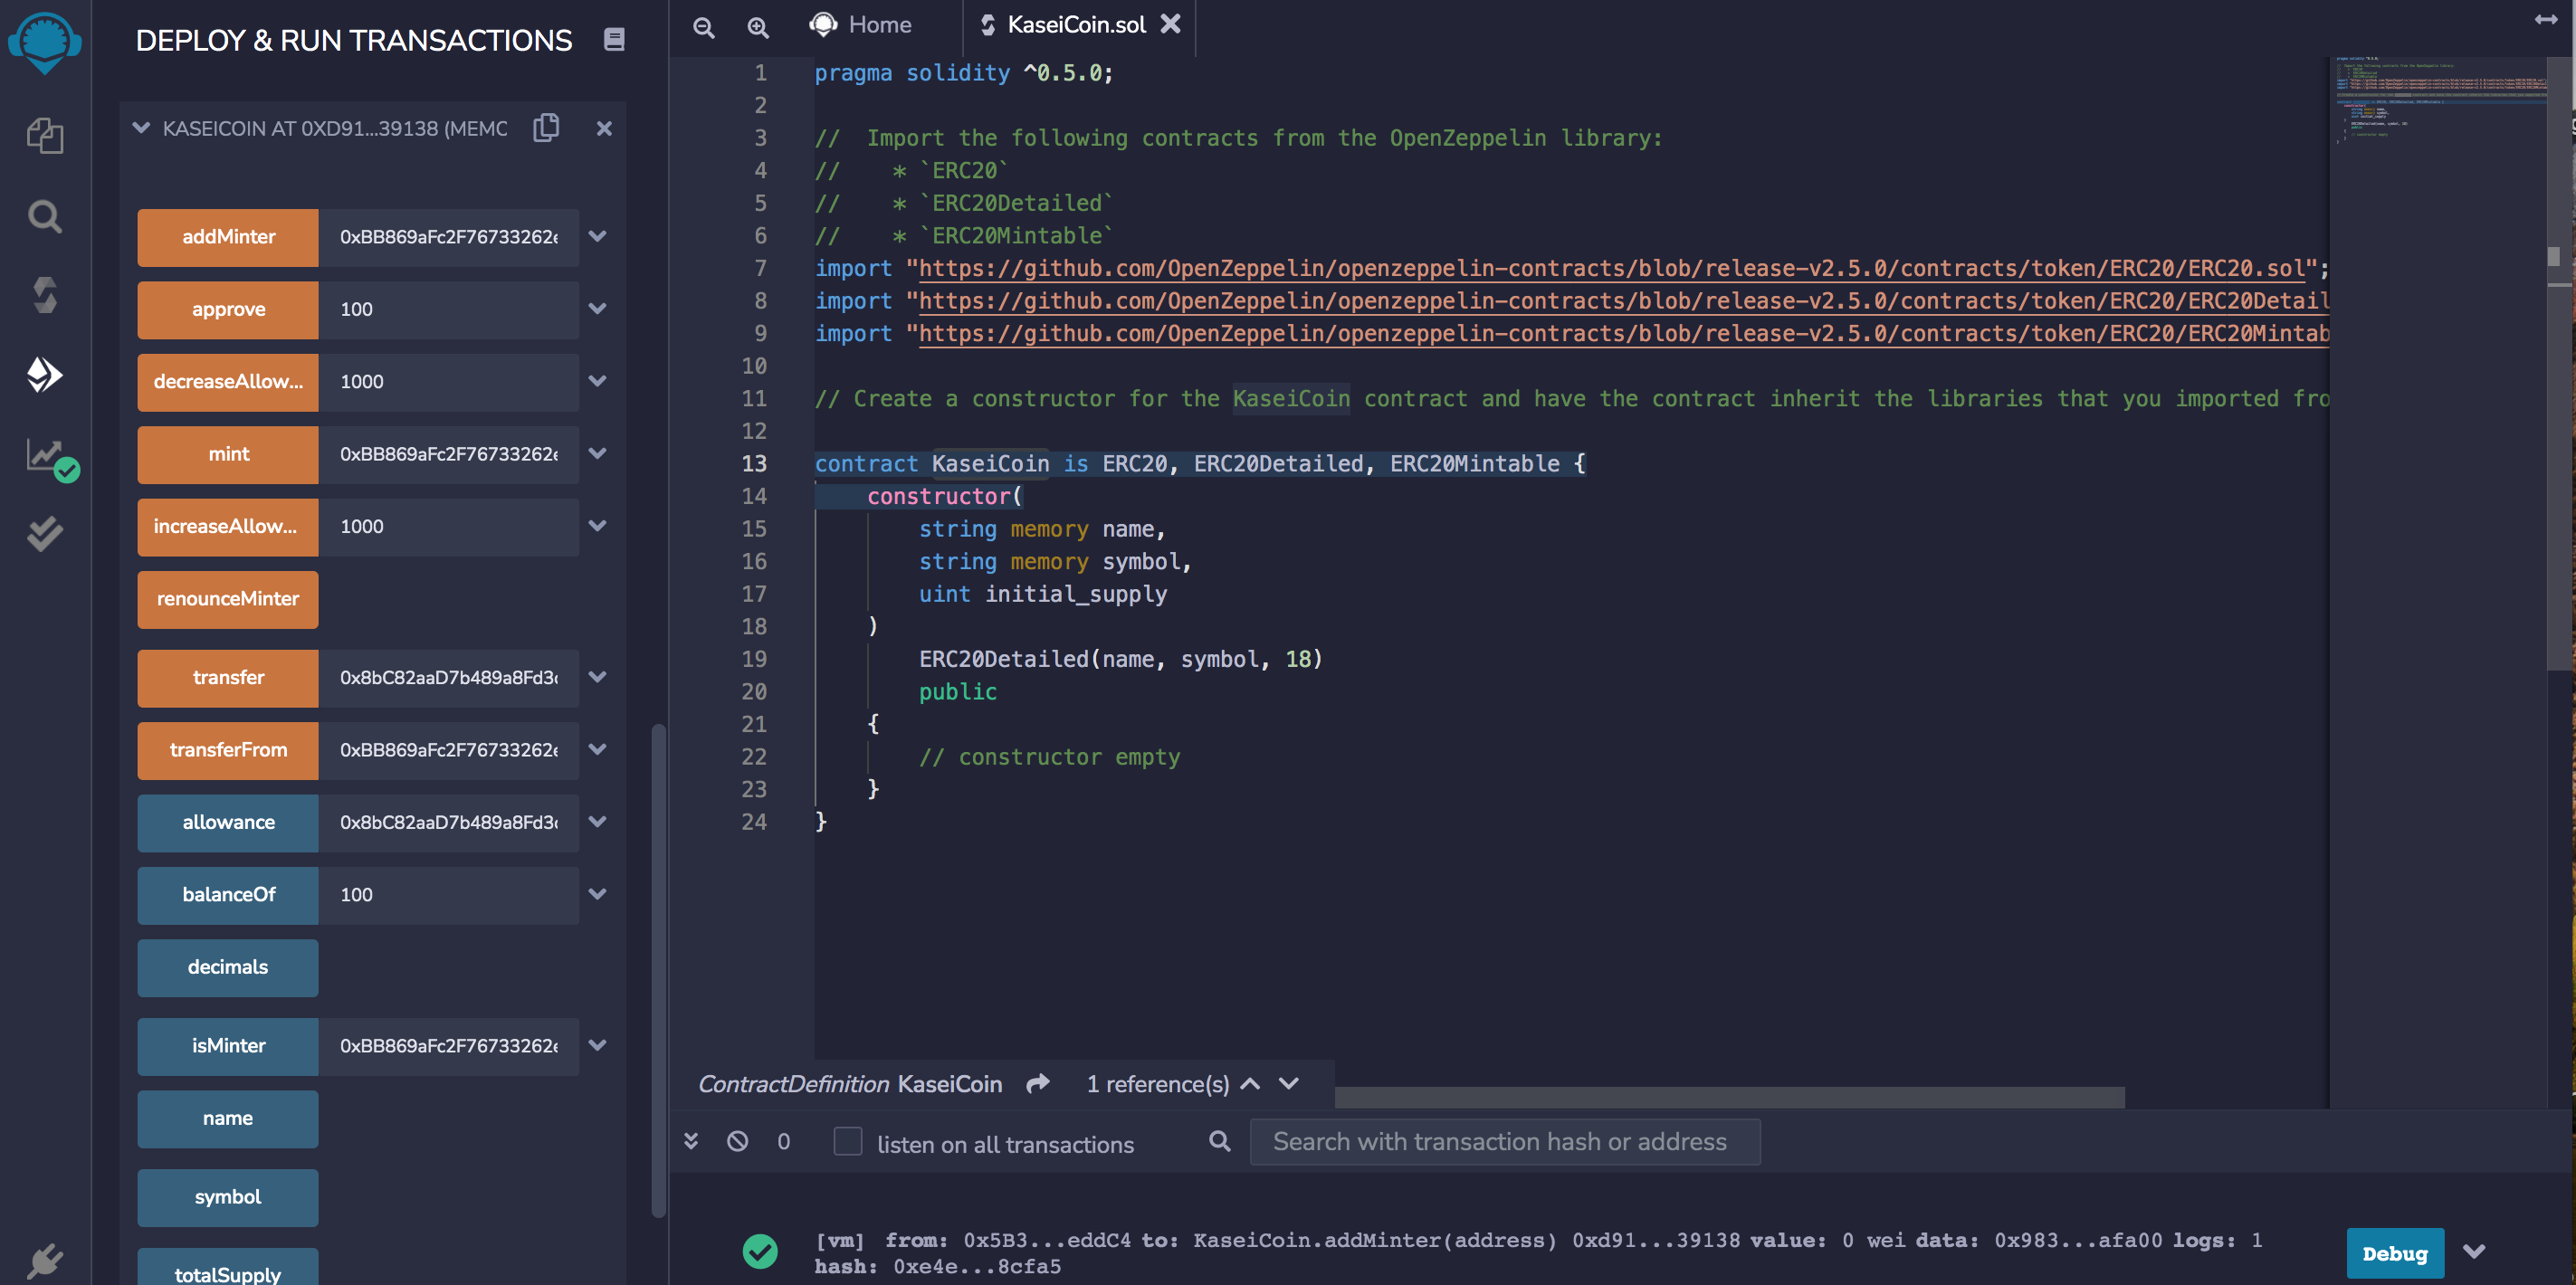 DEPLOY & RUN TRANSACTIONS
KASEICOIN AT 0XD91...39138 (MEMO
addMinter 0xBB869aFc2F76733262
approve 100
decreaseAllow... 1000
mint 0xBB869aFc2F76733262
increaseAllow... 1000
renounceMinter
transfer 0x8bC82aaD7b489a8Fd3
transferFrom 0xBB869aFc2F76733262
allowance 0x8bC82aaD7b489a8Fd3
balanceOf 100
decimals
isMinter 0xBB869aFc2F76733262
name
symbol
totalSupply
Home
KaseiCoin.sol
1 pragma solidity ^0.5.0;
2
3 //  Import the following contracts from the OpenZeppelin library:
4 //    * `ERC20`
5 //    * `ERC20Detailed`
6 //    * `ERC20Mintable`
7 import "https://github.com/OpenZeppelin/openzeppelin-contracts/blob/release-v2.5.0/contracts/token/ERC20/ERC20.sol";
8 import "https://github.com/OpenZeppelin/openzeppelin-contracts/blob/release-v2.5.0/contracts/token/ERC20/ERC20Detail
9 import "https://github.com/OpenZeppelin/openzeppelin-contracts/blob/release-v2.5.0/contracts/token/ERC20/ERC20Mintab
10
11 // Create a constructor for the KaseiCoin contract and have the contract inherit the libraries that you imported fro
12
13 contract KaseiCoin is ERC20, ERC20Detailed, ERC20Mintable {
14     constructor(
15         string memory name,
16         string memory symbol,
17         uint initial_supply
18     )
19         ERC20Detailed(name, symbol, 18)
20         public
21     {
22         // constructor empty
23     }
24 }
ContractDefinition KaseiCoin 1 reference(s)
0 listen on all transactions Search with transaction hash or address
[vm] from: 0x5B3...eddC4 to: KaseiCoin.addMinter(address) 0xd91...39138 value: 0 wei data: 0x983...afa00 logs: 1
hash: 0xe4e...8cfa5
Debug